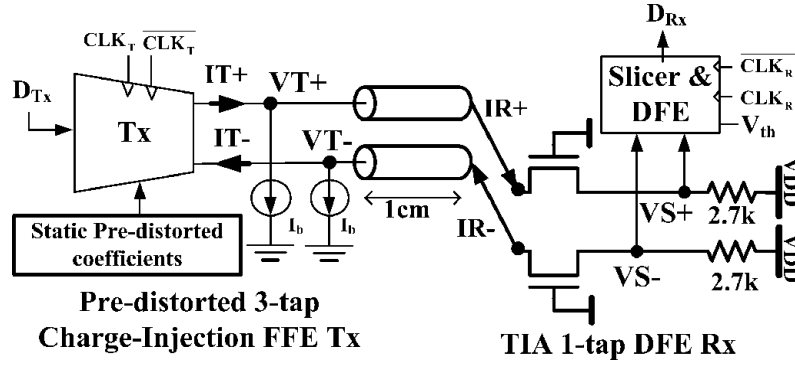 D_Rx
CLK_T
C̅L̅K̅_T̅
IT+
VT+
Slicer &
DFE
C̅L̅K̅_R̅
CLK_R
V_th
D_Tx
Tx
IR+
IT-
VT-
VDD
I_b
I_b
1cm
IR-
VS+
2.7k
VDD
Static Pre-distorted
coefficients
VS-
2.7k
Pre-distorted 3-tap
Charge-Injection FFE Tx
TIA 1-tap DFE Rx